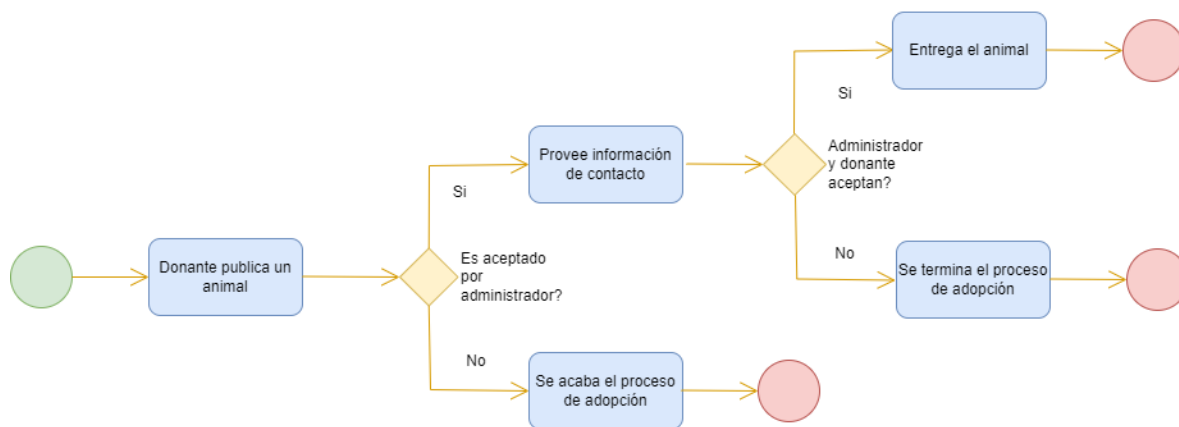 Entrega el animal
Si
Provee información
de contacto
Administrador
y donante
aceptan?
Si
No
Donante publica un
animal
Es aceptado
por
administrador?
Se termina el proceso
de adopción
No
Se acaba el proceso
de adopción